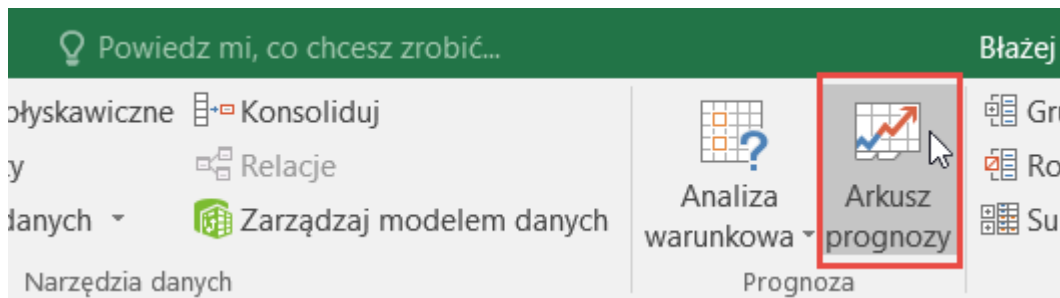 Powiedz mi, co chcesz zrobić...
Błażej
Konsoliduj
Relacje
Zarządzaj modelem danych
Narzędzia danych
Analiza
warunkowa
Arkusz
prognozy
Prognoza